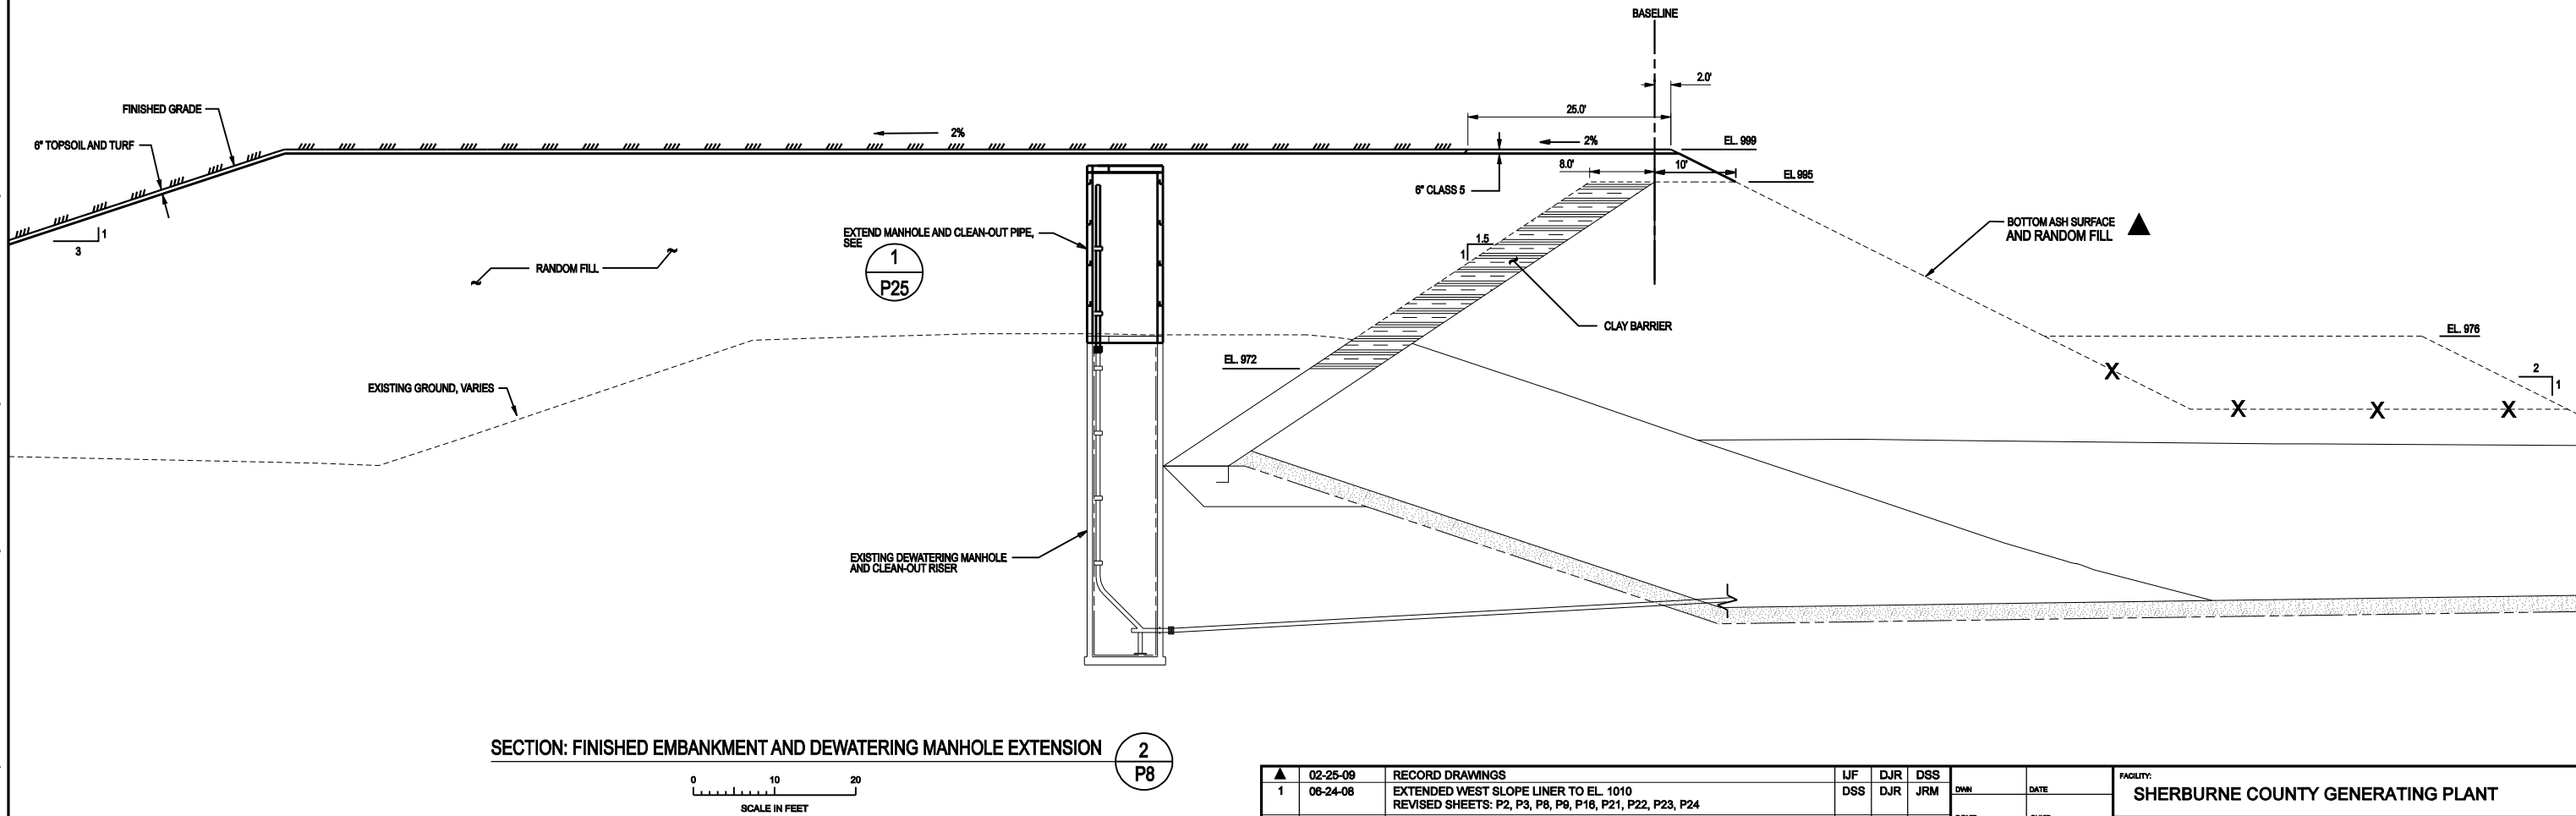 BASELINE
2.0'
25.0'
FINISHED GRADE
2%
2%
EL. 999
6" TOPSOIL AND TURF
8.0'
10'
EL 995
6" CLASS 5
BOTTOM ASH SURFACE
AND RANDOM FILL
EXTEND MANHOLE AND CLEAN-OUT PIPE,
SEE
1
P25
1
3
1.5
1
RANDOM FILL
CLAY BARRIER
EL. 976
EL. 972
2
1
X
X
X
X
EXISTING GROUND, VARIES
EXISTING DEWATERING MANHOLE
AND CLEAN-OUT RISER
SECTION: FINISHED EMBANKMENT AND DEWATERING MANHOLE EXTENSION
2
P8
0 10 20
SCALE IN FEET
02-25-09 RECORD DRAWINGS IJF DJR DSS
1 06-24-08 EXTENDED WEST SLOPE LINER TO EL. 1010 DSS DJR JRM
REVISED SHEETS: P2, P3, P8, P9, P16, P21, P22, P23, P24
DWN DATE
FACILITY:
SHERBURNE COUNTY GENERATING PLANT